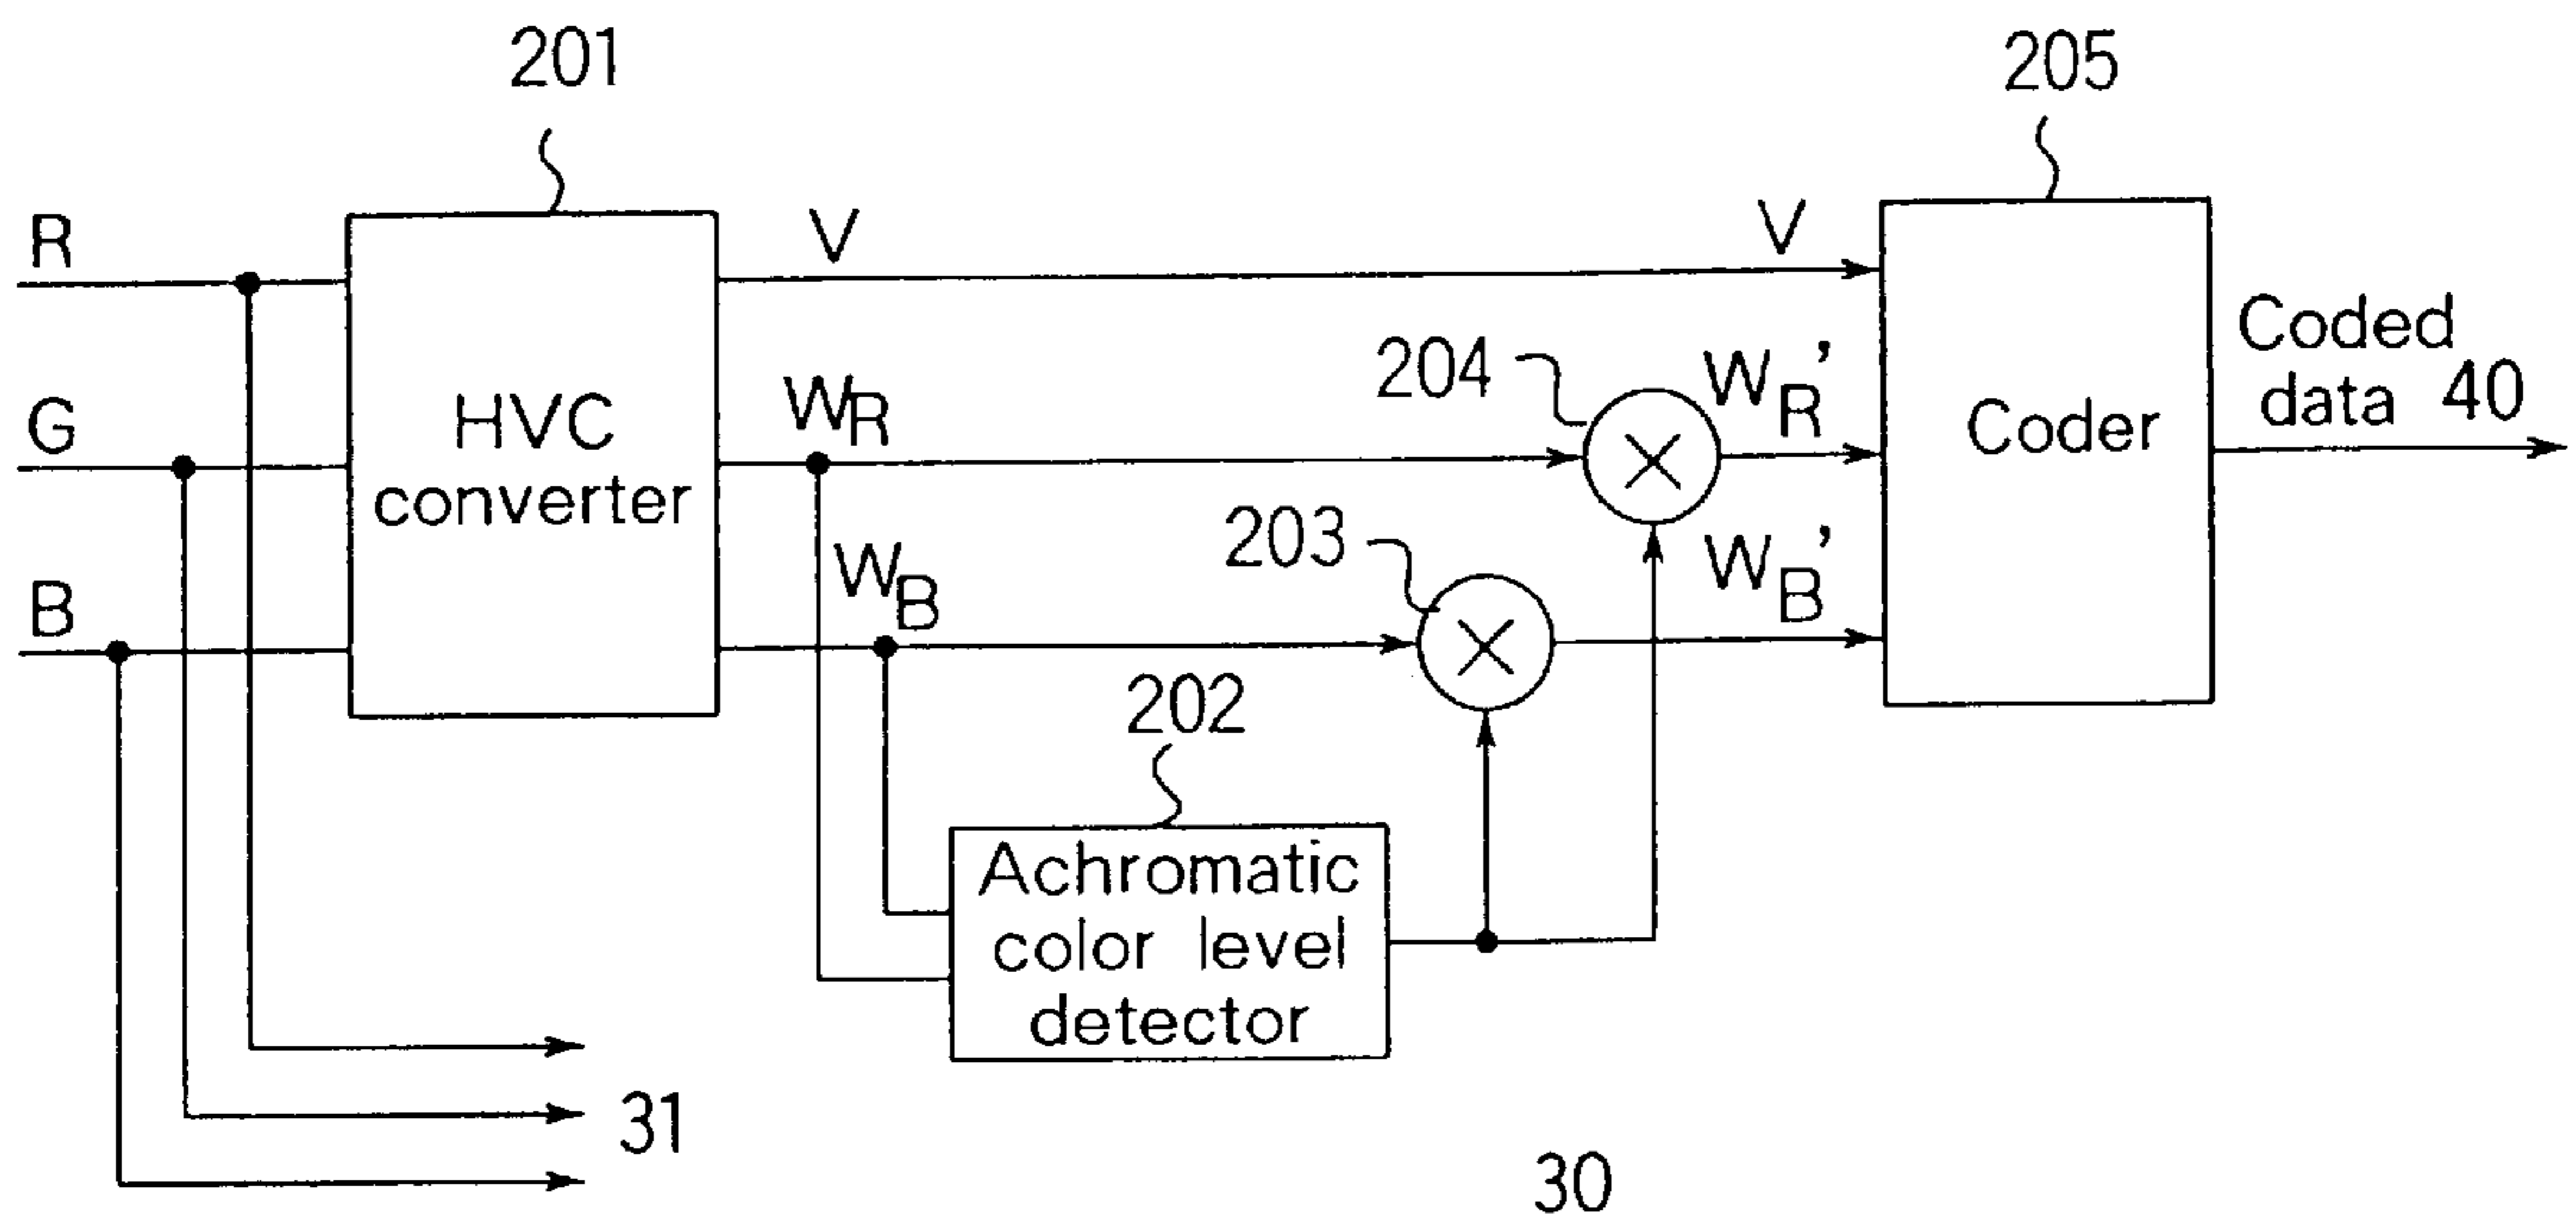 201
205
R
V
V
HVC
converter
G
W_R
204
W_R'
Coder
Coded
data 40
B
W_B
203
W_B'
202
Achromatic
color level
detector
31
30